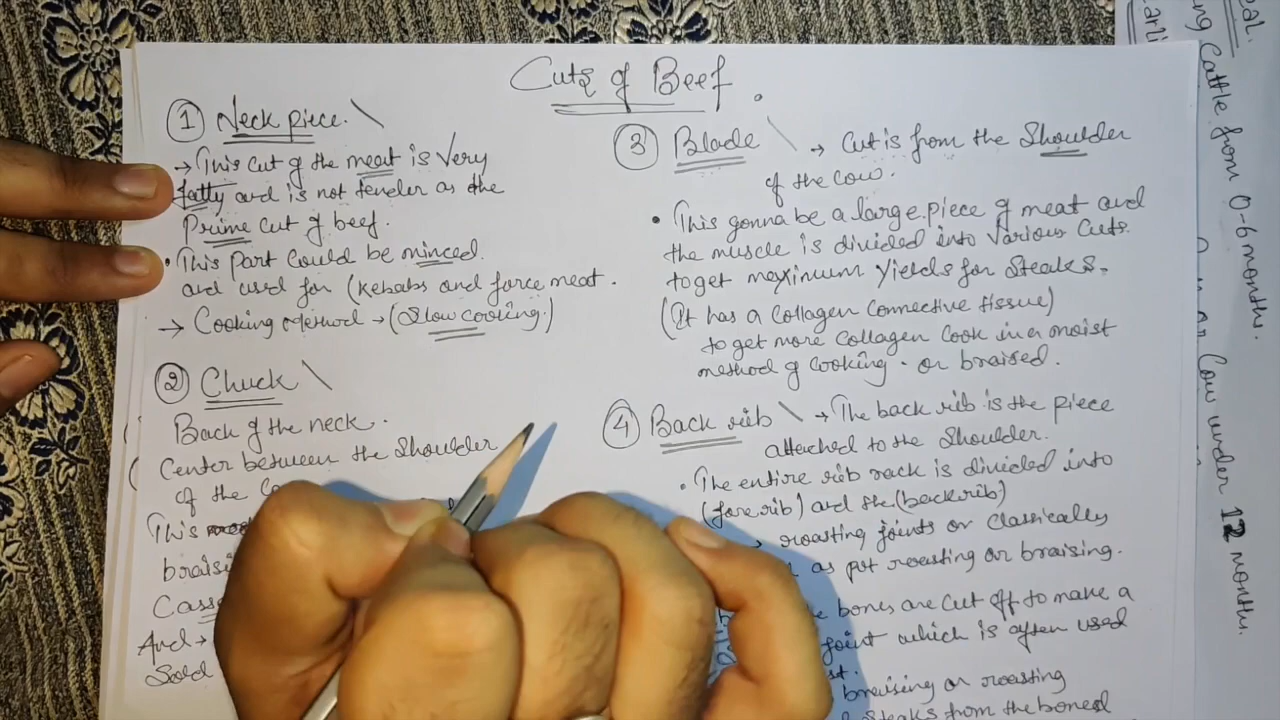 Cuts of Beef.
① Neck piece.
→ This cut of the meat is very
fatty and is not tender as the
Prime cut of beef.
• This part could be minced.
and used for (Kebabs and force meat.
→ Cooking Method → (Slow cooking.)
② Chuck
Back of the neck.
Center between the Shoulder
of the
This
Sold
③ Blade → Cut is from the Shoulder
of the cow.
• This gonna be a large piece of meat and
the muscle is divided into various cuts.
to get meximum yields for steaks.
(It has a collagen connective tissue)
to get more collagen cook in a moist
method of cooking. or braised.
④ Back rib → The back rib is the piece
attached to the shoulder.
• The entire rib rack is divided into
(fore rib) and the (back rib)
roasting joints or classically
as pot roasting or braising.
bones are cut off to make a
joint which is often used
braising or roasting
steaks from the boned
ng Cattle from 0-6 months.
or Cow under 12 months.